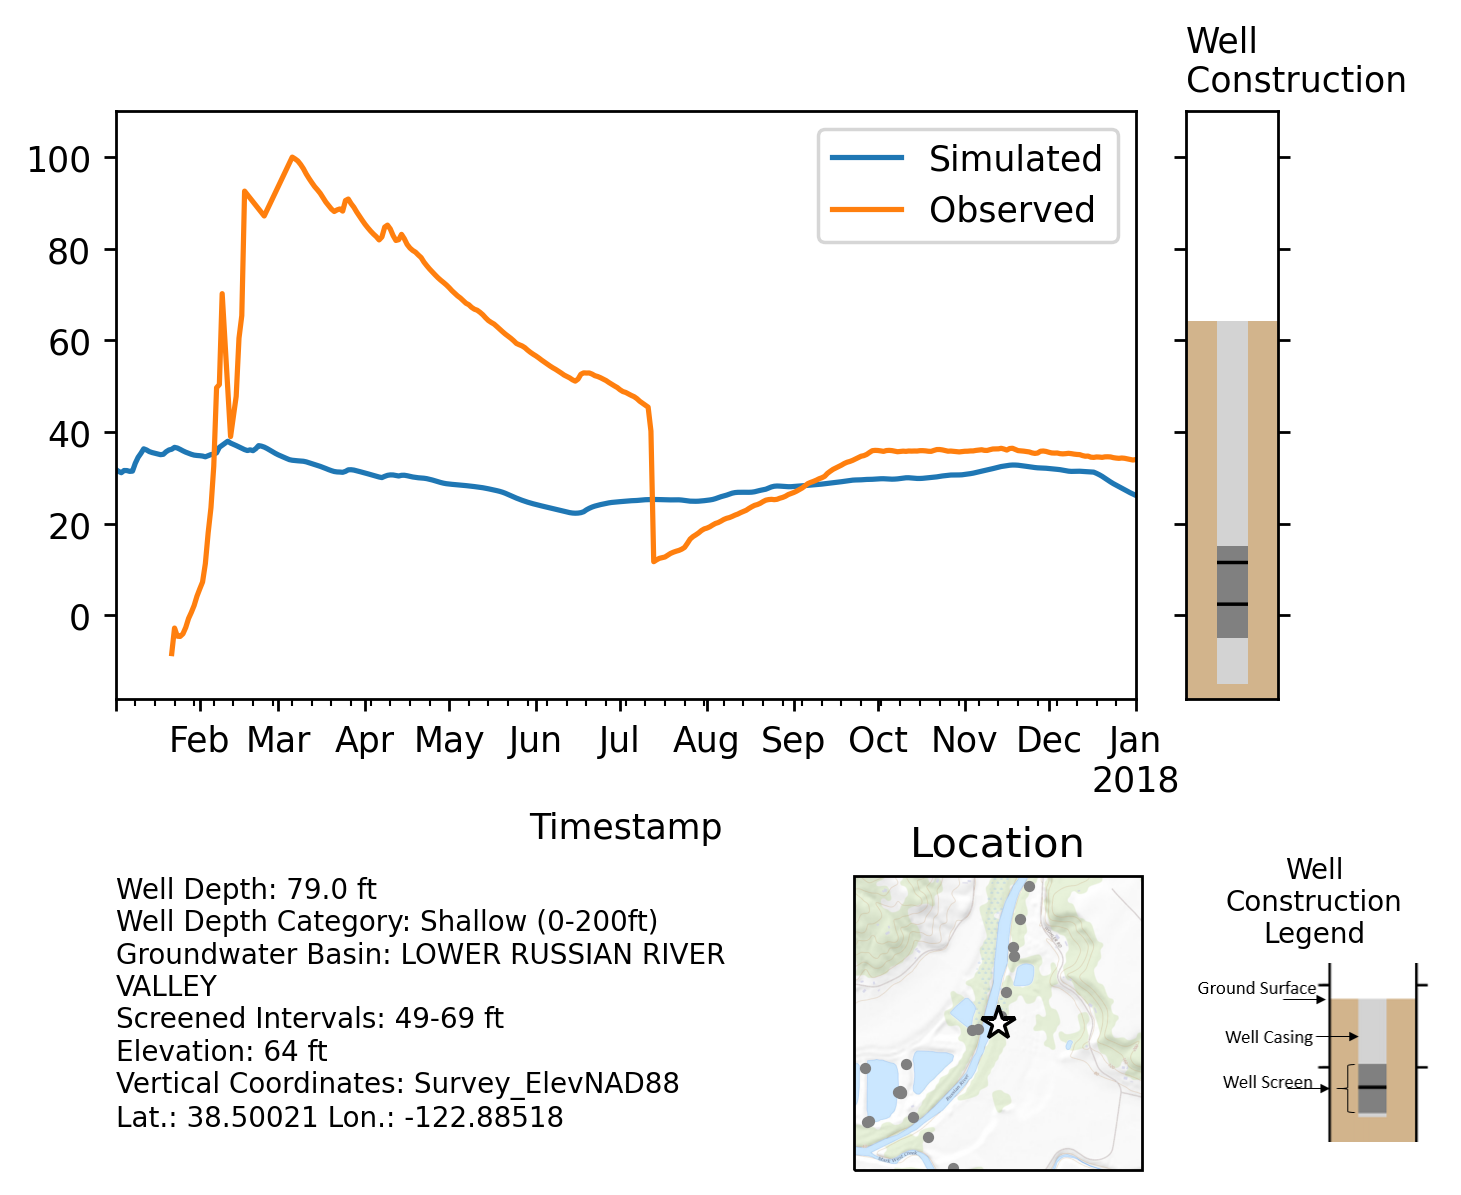 Well
Construction
Simulated
Observed
100
80
60
40
20
0
Feb Mar Apr May Jun Jul Aug Sep Oct Nov Dec Jan
2018
Timestamp
Well Depth: 79.0 ft
Well Depth Category: Shallow (0-200ft)
Groundwater Basin: LOWER RUSSIAN RIVER
VALLEY
Screened Intervals: 49-69 ft
Elevation: 64 ft
Vertical Coordinates: Survey_ElevNAD88
Lat.: 38.50021 Lon.: -122.88518
Location
Well
Construction
Legend
Ground Surface
Well Casing
Well Screen